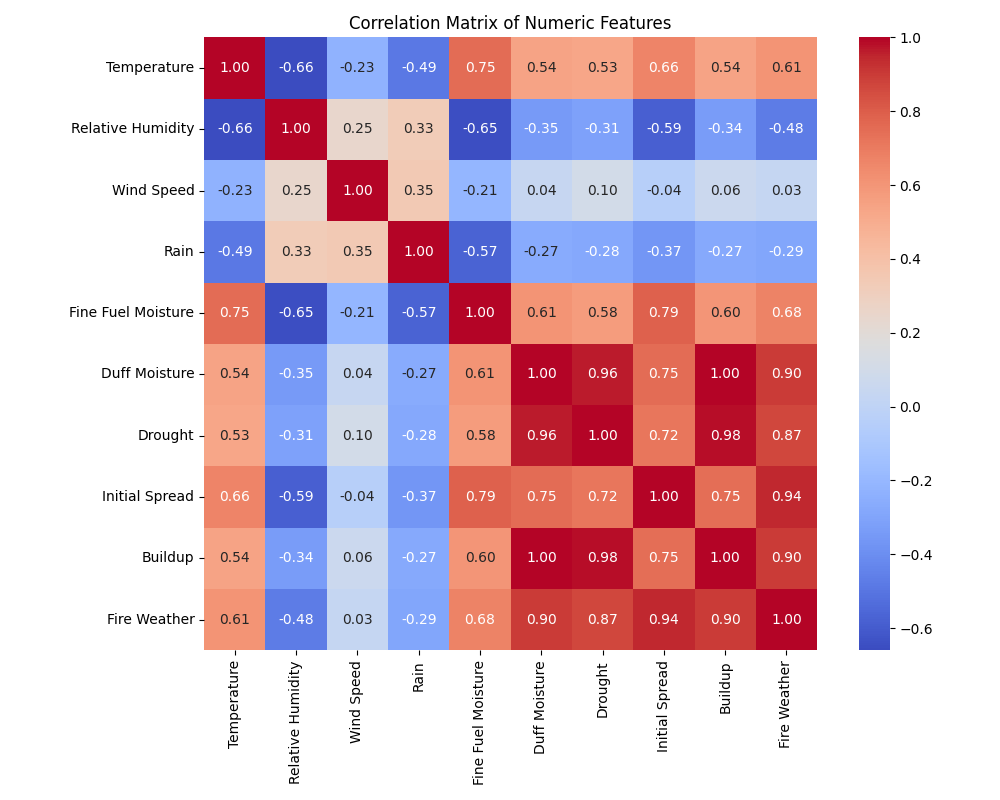 Correlation Matrix of Numeric Features
Temperature 1.00 -0.66 -0.23 -0.49 0.75 0.54 0.53 0.66 0.54 0.61
Relative Humidity -0.66 1.00 0.25 0.33 -0.65 -0.35 -0.31 -0.59 -0.34 -0.48
Wind Speed -0.23 0.25 1.00 0.35 -0.21 0.04 0.10 -0.04 0.06 0.03
Rain -0.49 0.33 0.35 1.00 -0.57 -0.27 -0.28 -0.37 -0.27 -0.29
Fine Fuel Moisture 0.75 -0.65 -0.21 -0.57 1.00 0.61 0.58 0.79 0.60 0.68
Duff Moisture 0.54 -0.35 0.04 -0.27 0.61 1.00 0.96 0.75 1.00 0.90
Drought 0.53 -0.31 0.10 -0.28 0.58 0.96 1.00 0.72 0.98 0.87
Initial Spread 0.66 -0.59 -0.04 -0.37 0.79 0.75 0.72 1.00 0.75 0.94
Buildup 0.54 -0.34 0.06 -0.27 0.60 1.00 0.98 0.75 1.00 0.90
Fire Weather 0.61 -0.48 0.03 -0.29 0.68 0.90 0.87 0.94 0.90 1.00
Temperature
Relative Humidity
Wind Speed
Rain
Fine Fuel Moisture
Duff Moisture
Drought
Initial Spread
Buildup
Fire Weather
1.0
0.8
0.6
0.4
0.2
0.0
−0.2
−0.4
−0.6